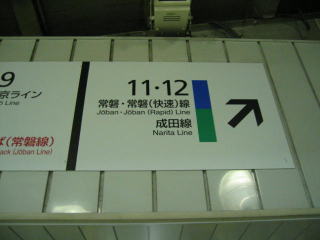 9
京ライン
Line
ば(常磐線)
ack (Jōban Line)
11・12
常磐・常磐(快速)線
Jōban・Jōban (Rapid) Line
成田線
Narita Line